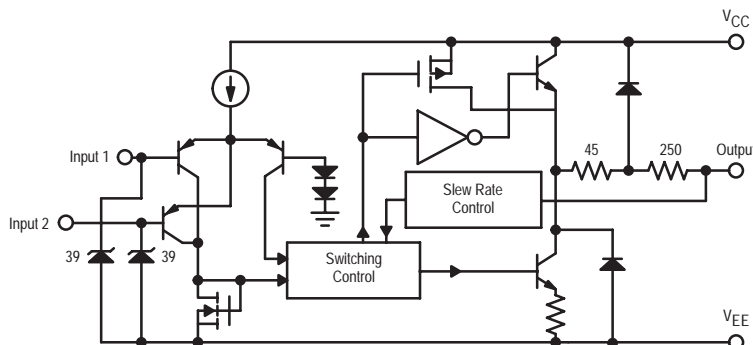 VCC
45
250
Output
Input 1
Slew Rate
Control
Input 2
39
39
Switching
Control
VEE